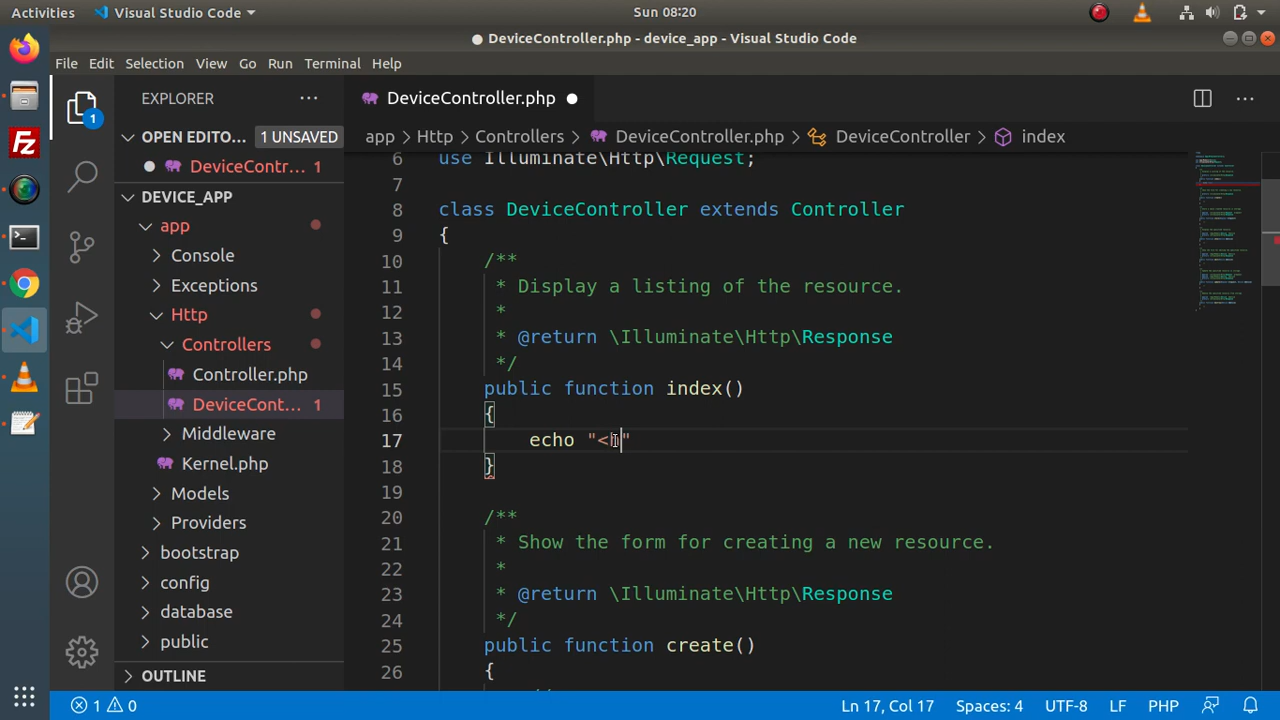 Activities
Visual Studio Code
Sun 08:20
● DeviceController.php - device_app - Visual Studio Code
File Edit Selection View Go Run Terminal Help
1
EXPLORER
DeviceController.php
OPEN EDITO... 1 UNSAVED
DeviceContr... 1
DEVICE_APP
app
Console
Exceptions
Http
Controllers
Controller.php
DeviceCont... 1
Middleware
Kernel.php
Models
Providers
bootstrap
config
database
public
OUTLINE
app > Http > Controllers > DeviceController.php > DeviceController > index
6 use Illuminate\Http\Request;
7
8 class DeviceController extends Controller
9 {
10 /**
11 * Display a listing of the resource.
12 *
13 * @return \Illuminate\Http\Response
14 */
15 public function index()
16 {
17 echo "<h"
18 }
19
20 /**
21 * Show the form for creating a new resource.
22 *
23 * @return \Illuminate\Http\Response
24 */
25 public function create()
26 {
1 0
Ln 17, Col 17
Spaces: 4
UTF-8
LF
PHP